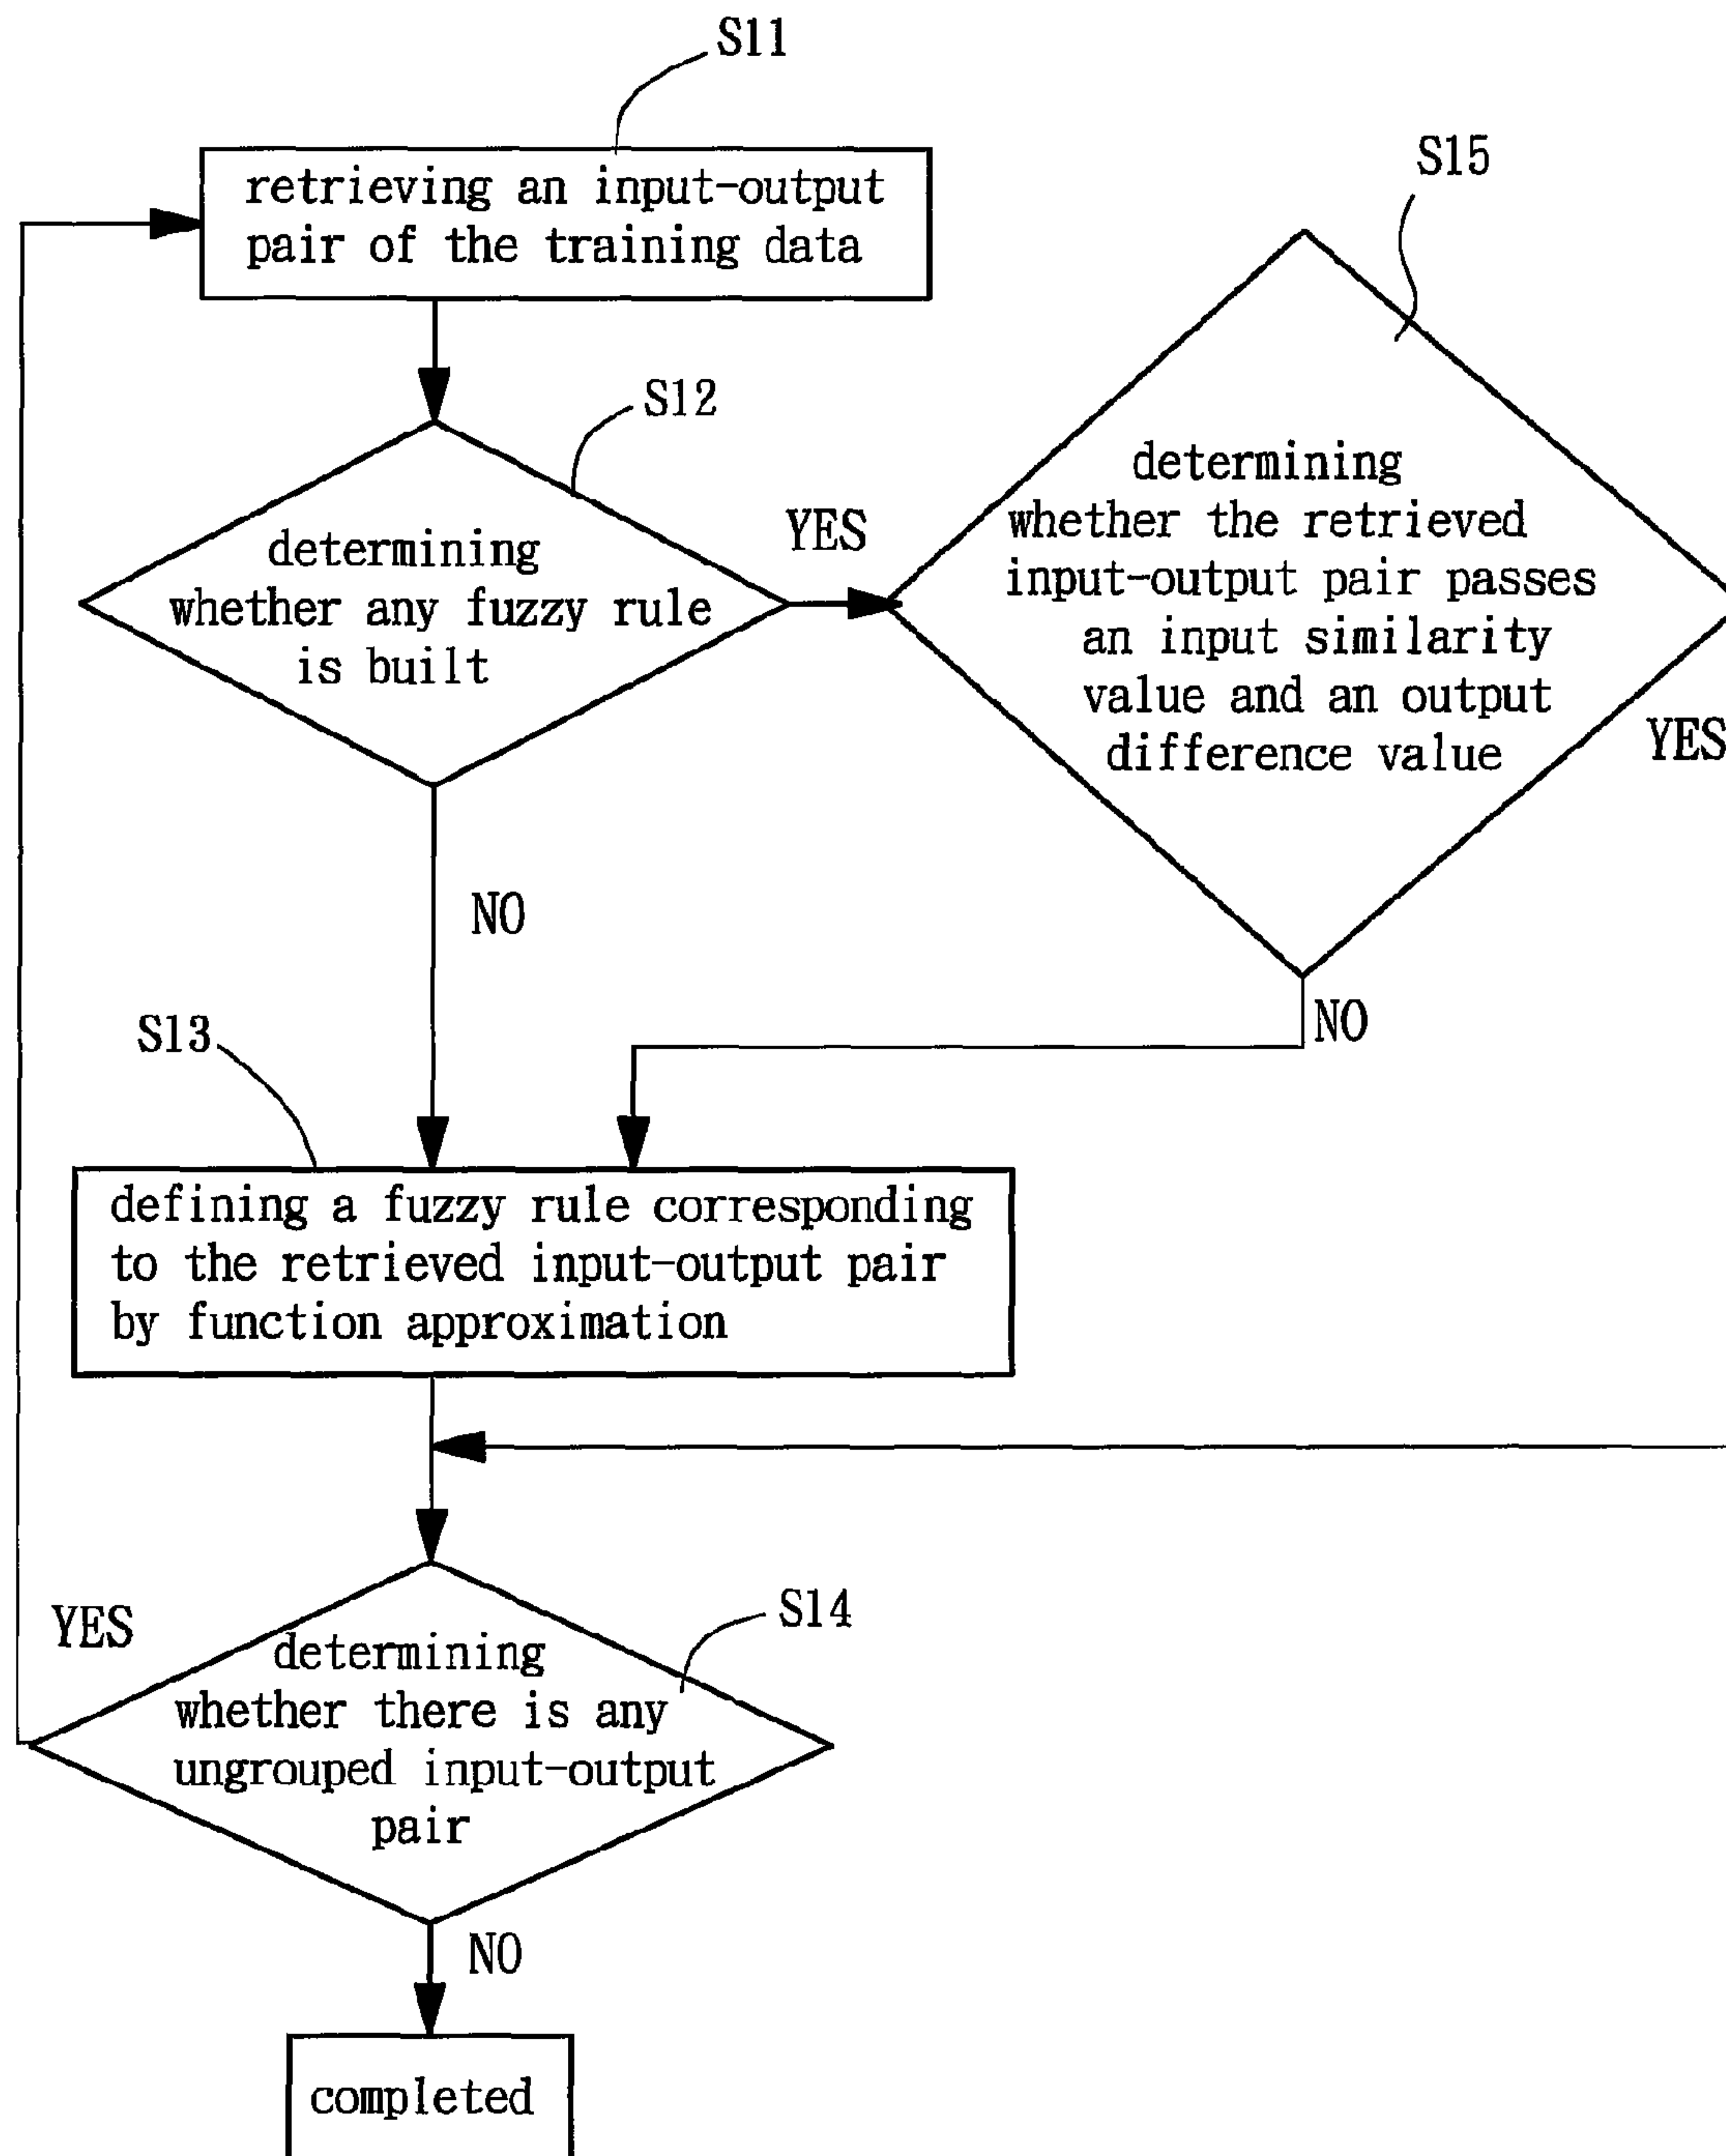 S11
retrieving an input-output
pair of the training data
S15
S12
determining
whether any fuzzy rule
is built
YES
determining
whether the retrieved
input-output pair passes
an input similarity
value and an output
difference value
YES
NO
NO
S13
defining a fuzzy rule corresponding
to the retrieved input-output pair
by function approximation
YES
S14
determining
whether there is any
ungrouped input-output
pair
NO
completed